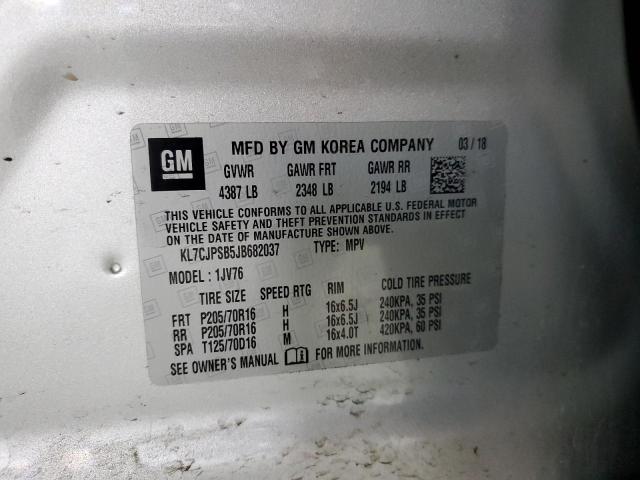 GM
MFD BY GM KOREA COMPANY 03 / 18
GVWR GAWR FRT GAWR RR
4387 LB 2348 LB 2194 LB
THIS VEHICLE CONFORMS TO ALL APPLICABLE U.S. FEDERAL MOTOR
VEHICLE SAFETY AND THEFT PREVENTION STANDARDS IN EFFECT
ON THE DATE OF MANUFACTURE SHOWN ABOVE.
KL7CJPSB5JB682037 TYPE: MPV
MODEL : 1JV76
TIRE SIZE SPEED RTG RIM COLD TIRE PRESSURE
FRT P205/70R16 H 16x6.5J 240KPA, 35 PSI
RR P205/70R16 H 16x6.5J 240KPA, 35 PSI
SPA T125/70D16 M 16x4.0T 420KPA, 60 PSI
SEE OWNER'S MANUAL FOR MORE INFORMATION.